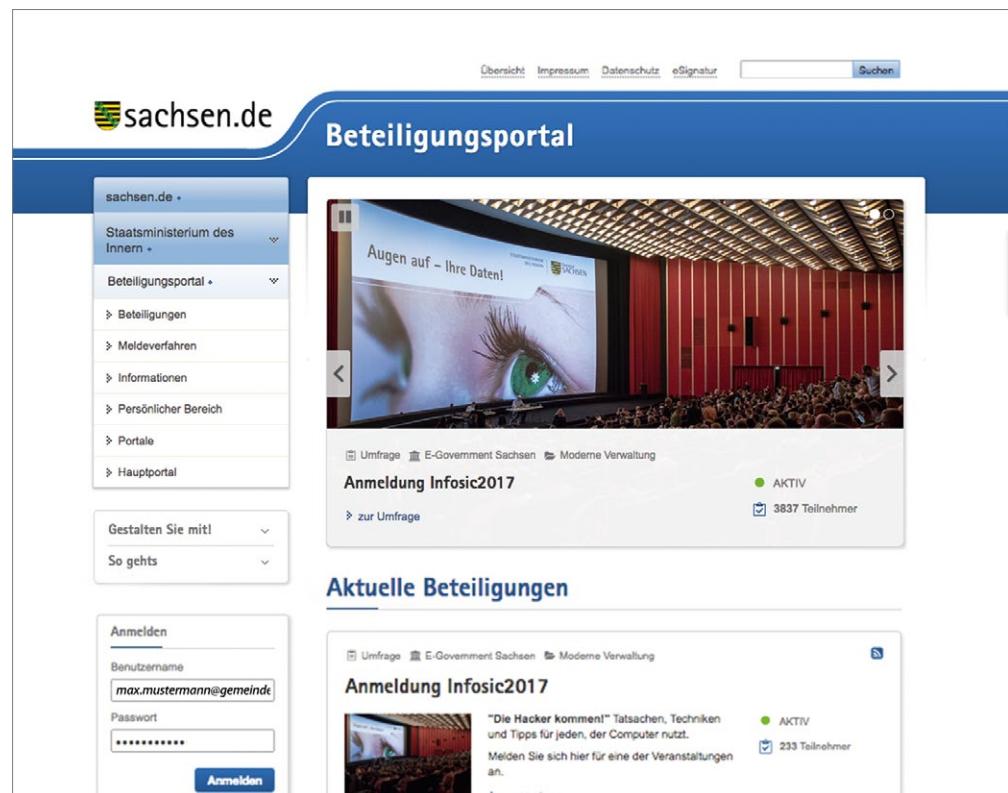 Übersicht Impressum Datenschutz eSignatur Suchen
sachsen.de
Beteiligungsportal
sachsen.de
Staatsministerium des
Innern
Beteiligungsportal
Beteiligungen
Meldeverfahren
Informationen
Persönlicher Bereich
Portale
Hauptportal
Gestalten Sie mit!
So gehts
Anmelden
Benutzername
max.mustermann@gemeinde
Passwort
•••••••••••
Anmelden
Augen auf – Ihre Daten!
SACHSEN
Umfrage E-Government Sachsen Moderne Verwaltung
Anmeldung Infosic2017
zur Umfrage
AKTIV
3837 Teilnehmer
Aktuelle Beteiligungen
Umfrage E-Government Sachsen Moderne Verwaltung
Anmeldung Infosic2017
"Die Hacker kommen!" Tatsachen, Techniken
und Tipps für jeden, der Computer nutzt.
Melden Sie sich hier für eine der Veranstaltungen
an.
AKTIV
233 Teilnehmer